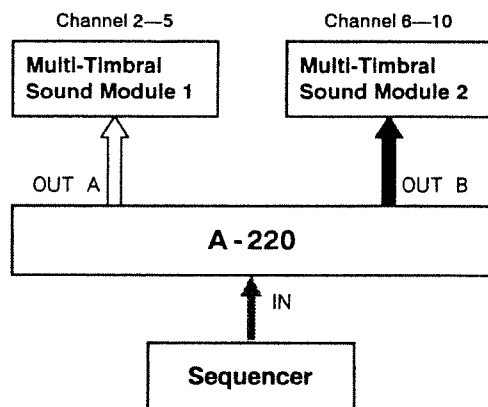 Channel 2—5
Channel 6—10
Multi-Timbral
Sound Module 1
Multi-Timbral
Sound Module 2
OUT A
OUT B
A-220
IN
Sequencer